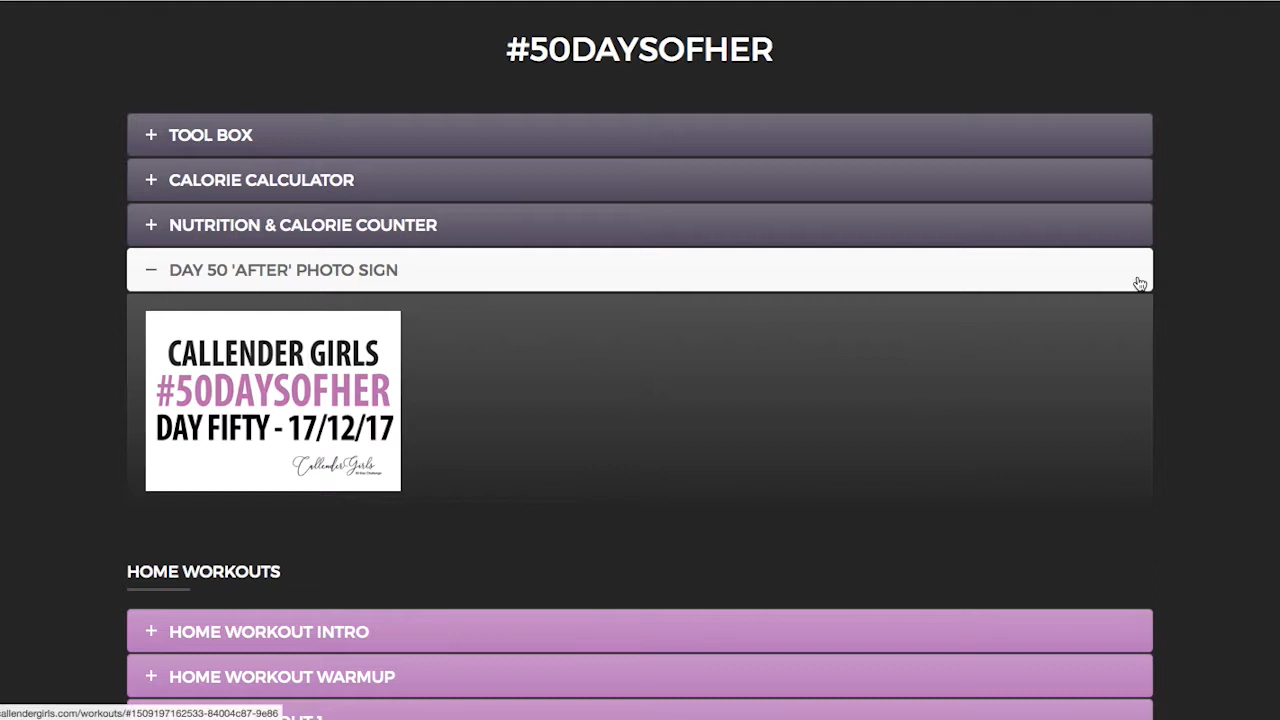 #50DAYSOFHER
+ TOOL BOX
+ CALORIE CALCULATOR
+ NUTRITION & CALORIE COUNTER
− DAY 50 'AFTER' PHOTO SIGN
CALLENDER GIRLS
#50DAYSOFHER
DAY FIFTY - 17/12/17
Callender Girls
HOME WORKOUTS
+ HOME WORKOUT INTRO
+ HOME WORKOUT WARMUP
callendergirls.com/workouts/#1509197162533-84004c87-9e86